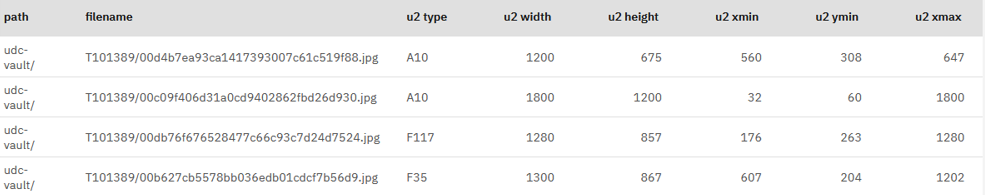 path filename u2 type u2 width u2 height u2 xmin u2 ymin u2 xmax
udc-vault/ T101389/00d4b7ea93ca1417393007c61c519f88.jpg A10 1200 675 560 308 647
udc-vault/ T101389/00c09f406d31a0cd9402862fbd26d930.jpg A10 1800 1200 32 60 1800
udc-vault/ T101389/00db76f676528477c66c93c7d24d7524.jpg F117 1280 857 176 263 1280
udc-vault/ T101389/00b627cb5578bb036edb01cdcf7b56d9.jpg F35 1300 867 607 204 1202